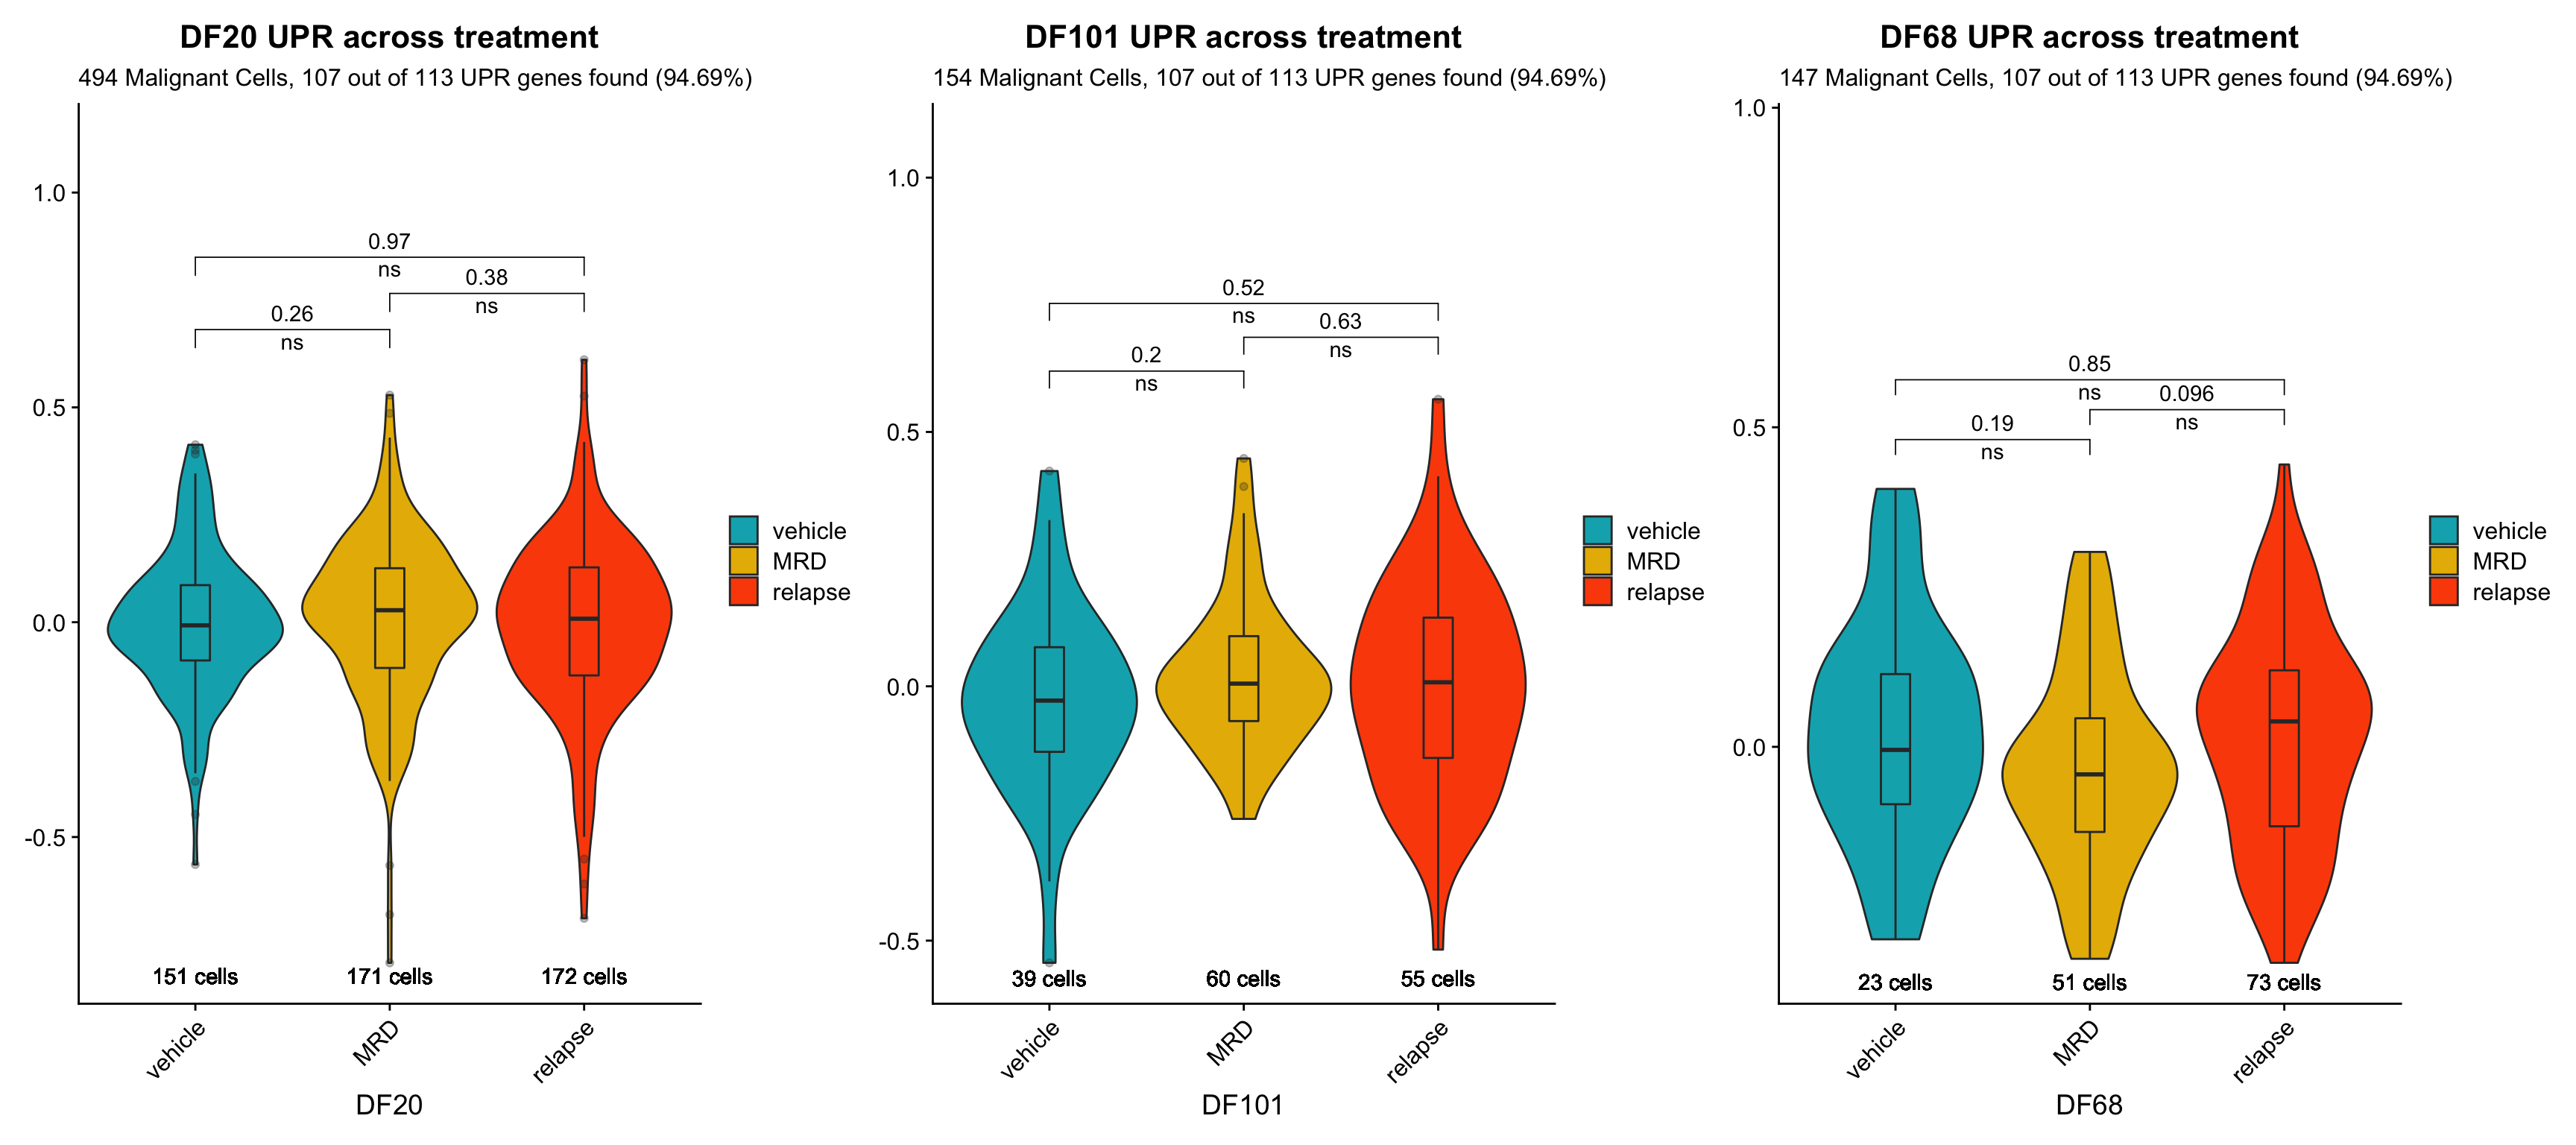 DF20 UPR across treatment
494 Malignant Cells, 107 out of 113 UPR genes found (94.69%)
1.0
0.5
0.0
-0.5
0.97
ns
0.38
ns
0.26
ns
151 cells
171 cells
172 cells
vehicle
MRD
relapse
DF20
vehicle
MRD
relapse
DF101 UPR across treatment
154 Malignant Cells, 107 out of 113 UPR genes found (94.69%)
1.0
0.5
0.0
-0.5
0.52
ns
0.63
ns
0.2
ns
39 cells
60 cells
55 cells
vehicle
MRD
relapse
DF101
vehicle
MRD
relapse
DF68 UPR across treatment
147 Malignant Cells, 107 out of 113 UPR genes found (94.69%)
1.0
0.5
0.0
0.85
ns
0.096
ns
0.19
ns
23 cells
51 cells
73 cells
vehicle
MRD
relapse
DF68
vehicle
MRD
relapse